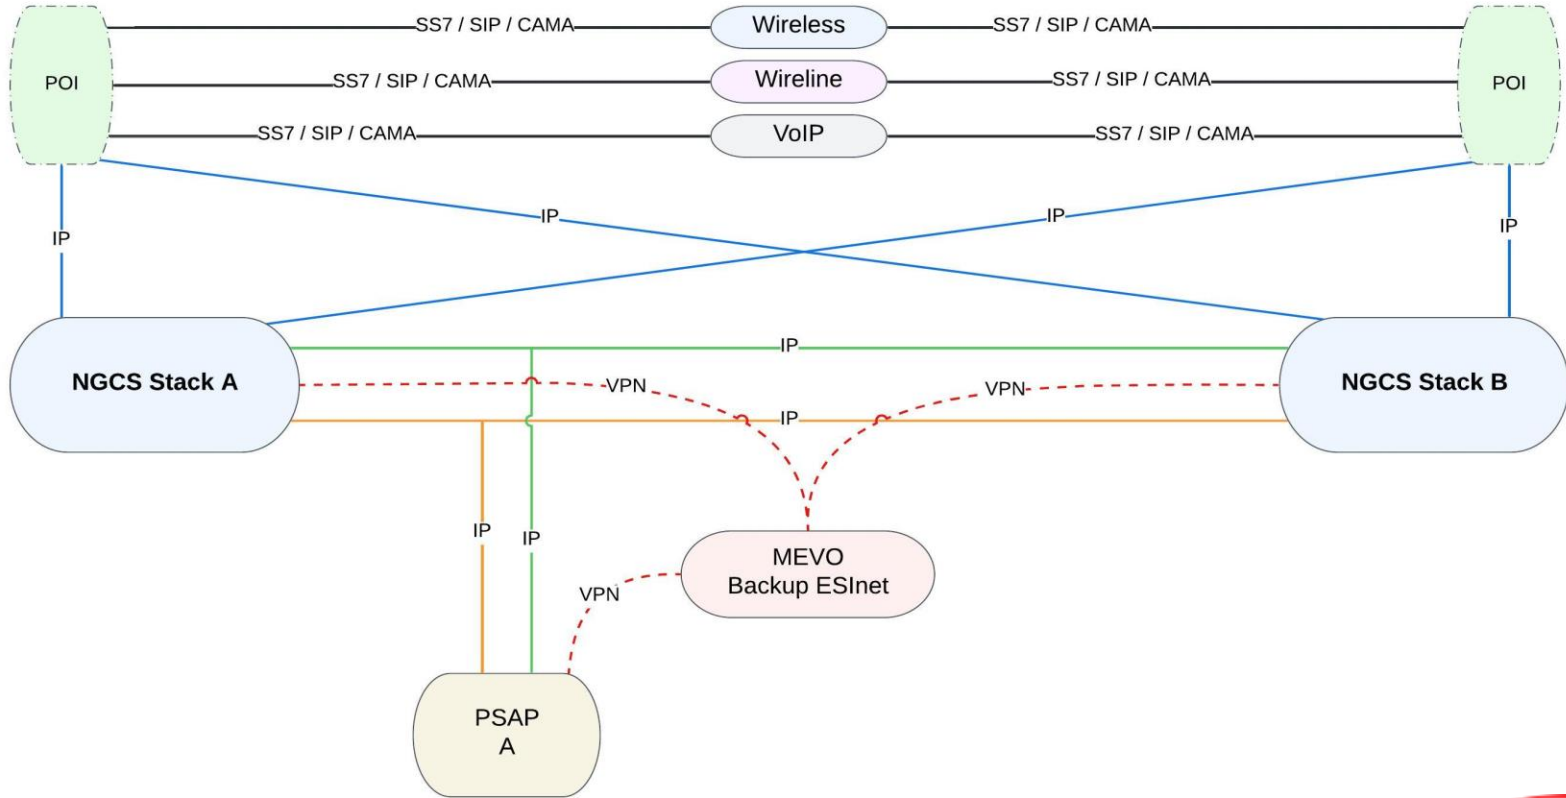 SS7 / SIP / CAMA
Wireless
SS7 / SIP / CAMA
POI
SS7 / SIP / CAMA
Wireline
SS7 / SIP / CAMA
POI
SS7 / SIP / CAMA
VoIP
SS7 / SIP / CAMA
IP
IP
IP
IP
IP
NGCS Stack A
VPN
VPN
NGCS Stack B
IP
IP
IP
MEVO
Backup ESInet
VPN
PSAP
A